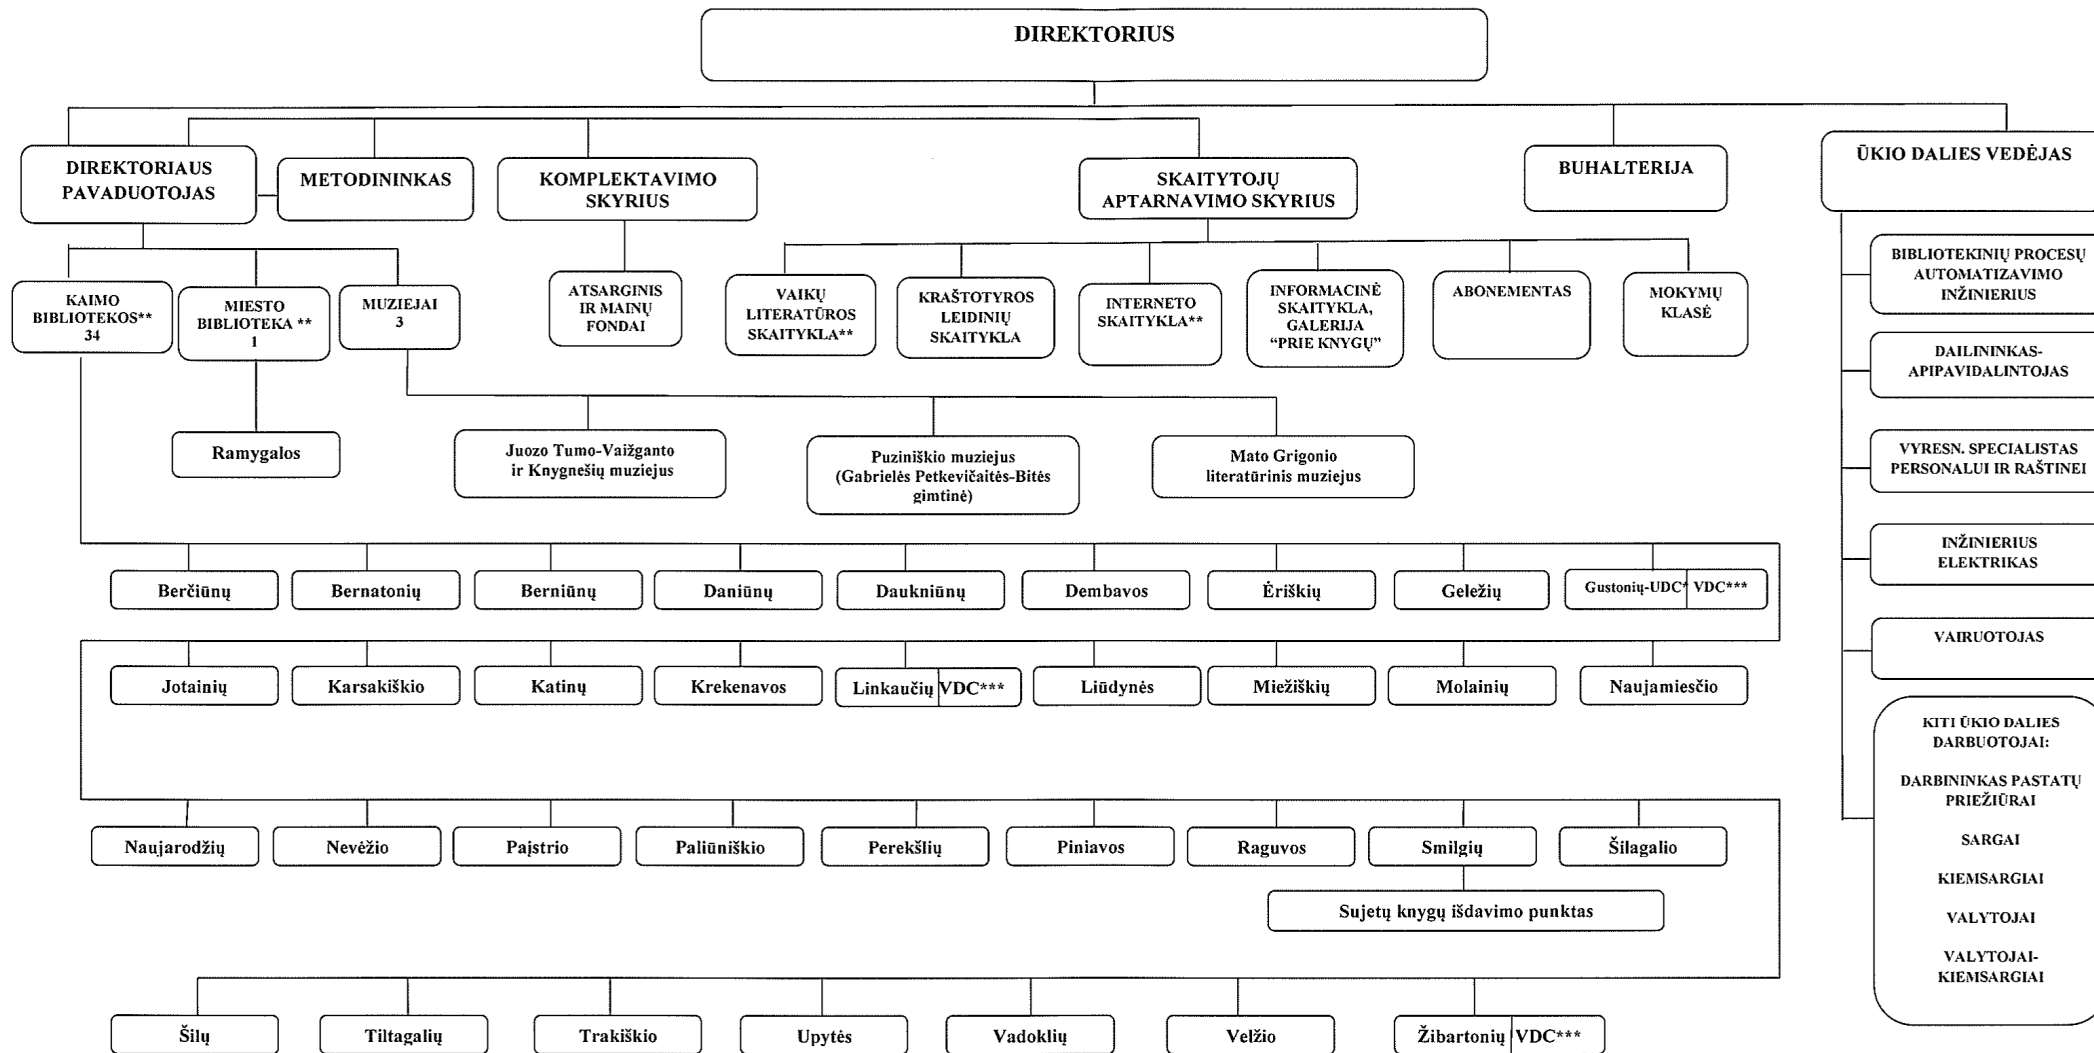 DIREKTORIUS
DIREKTORIAUS
PAVADUOTOJAS
METODININKAS
KOMPLEKTAVIMO
SKYRIUS
SKAITYTOJŲ
APTARNAVIMO SKYRIUS
BUHALTERIJA
ŪKIO DALIES VEDĖJAS
KAIMO
BIBLIOTEKOS**
34
MIESTO
BIBLIOTEKA **
1
MUZIEJAI
3
ATSARGINIS
IR MAINŲ
FONDAI
VAIKŲ
LITERATŪROS
SKAITYKLA**
KRAŠTOTYROS
LEIDINIŲ
SKAITYKLA
INTERNETO
SKAITYKLA**
INFORMACINĖ
SKAITYKLA,
GALERIJA
“PRIE KNYGŲ”
ABONEMENTAS
MOKYMŲ
KLASĖ
BIBLIOTEKINIŲ PROCESŲ
AUTOMATIZAVIMO
INŽINIERIUS
DAILININKAS-
APIPAVIDALINTOJAS
VYRESN. SPECIALISTAS
PERSONALUI IR RAŠTINEI
INŽINIERIUS
ELEKTRIKAS
VAIRUOTOJAS
KITI ŪKIO DALIES
DARBUOTOJAI:
DARBININKAS PASTATŲ
PRIEŽIŪRAI
SARGAI
KIEMSARGIAI
VALYTOJAI
VALYTOJAI-
KIEMSARGIAI
Ramygalos
Juozo Tumo-Vaižganto
ir Knygnešių muziejus
Puziniškio muziejus
(Gabrielės Petkevičaitės-Bitės
gimtinė)
Mato Grigonio
literatūrinis muziejus
Berčiūnų
Bernatonių
Berniūnų
Daniūnų
Daukniūnų
Dembavos
Ėriškių
Geležių
Gustonių-UDC* VDC***
Jotainių
Karsakiškio
Katinų
Krekenavos
Linkaučių VDC***
Liūdynės
Miežiškių
Molainių
Naujamiesčio
Naujarodžių
Nevėžio
Paįstrio
Paliūniškio
Perekšlių
Piniavos
Raguvos
Smilgių
Šilagalio
Sujetų knygų išdavimo punktas
Šilų
Tiltagalių
Trakiškio
Upytės
Vadoklių
Velžio
Žibartonių VDC***